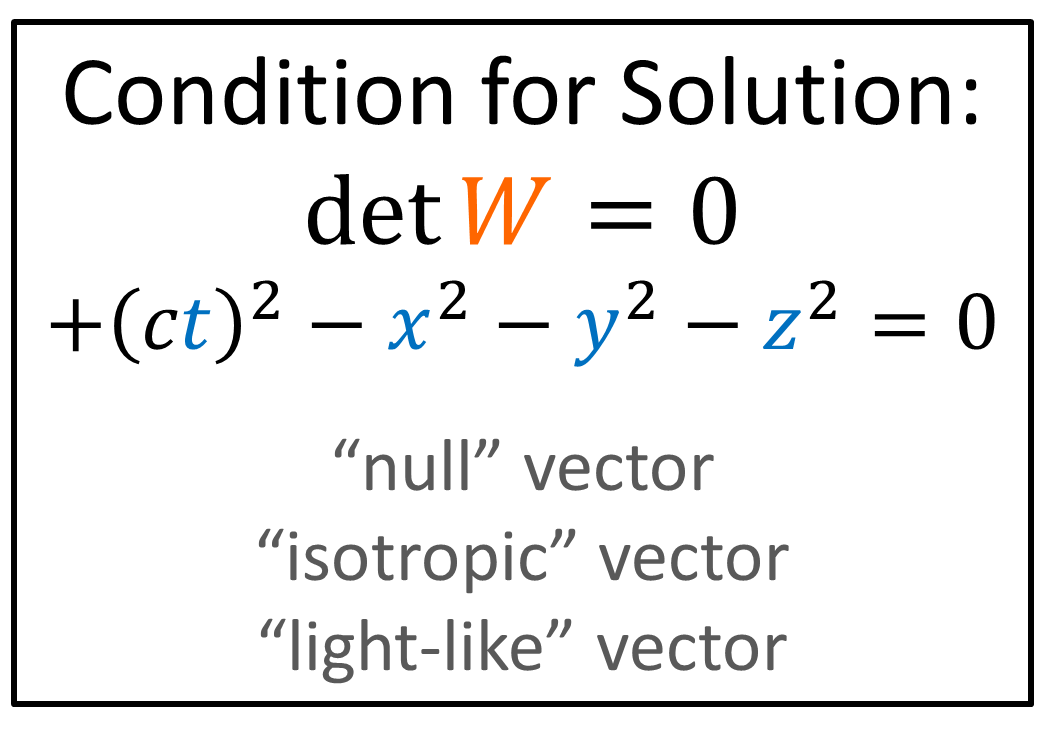 Condition for Solution:
det W = 0
+(ct)² − x² − y² − z² = 0
“null” vector
“isotropic” vector
“light-like” vector